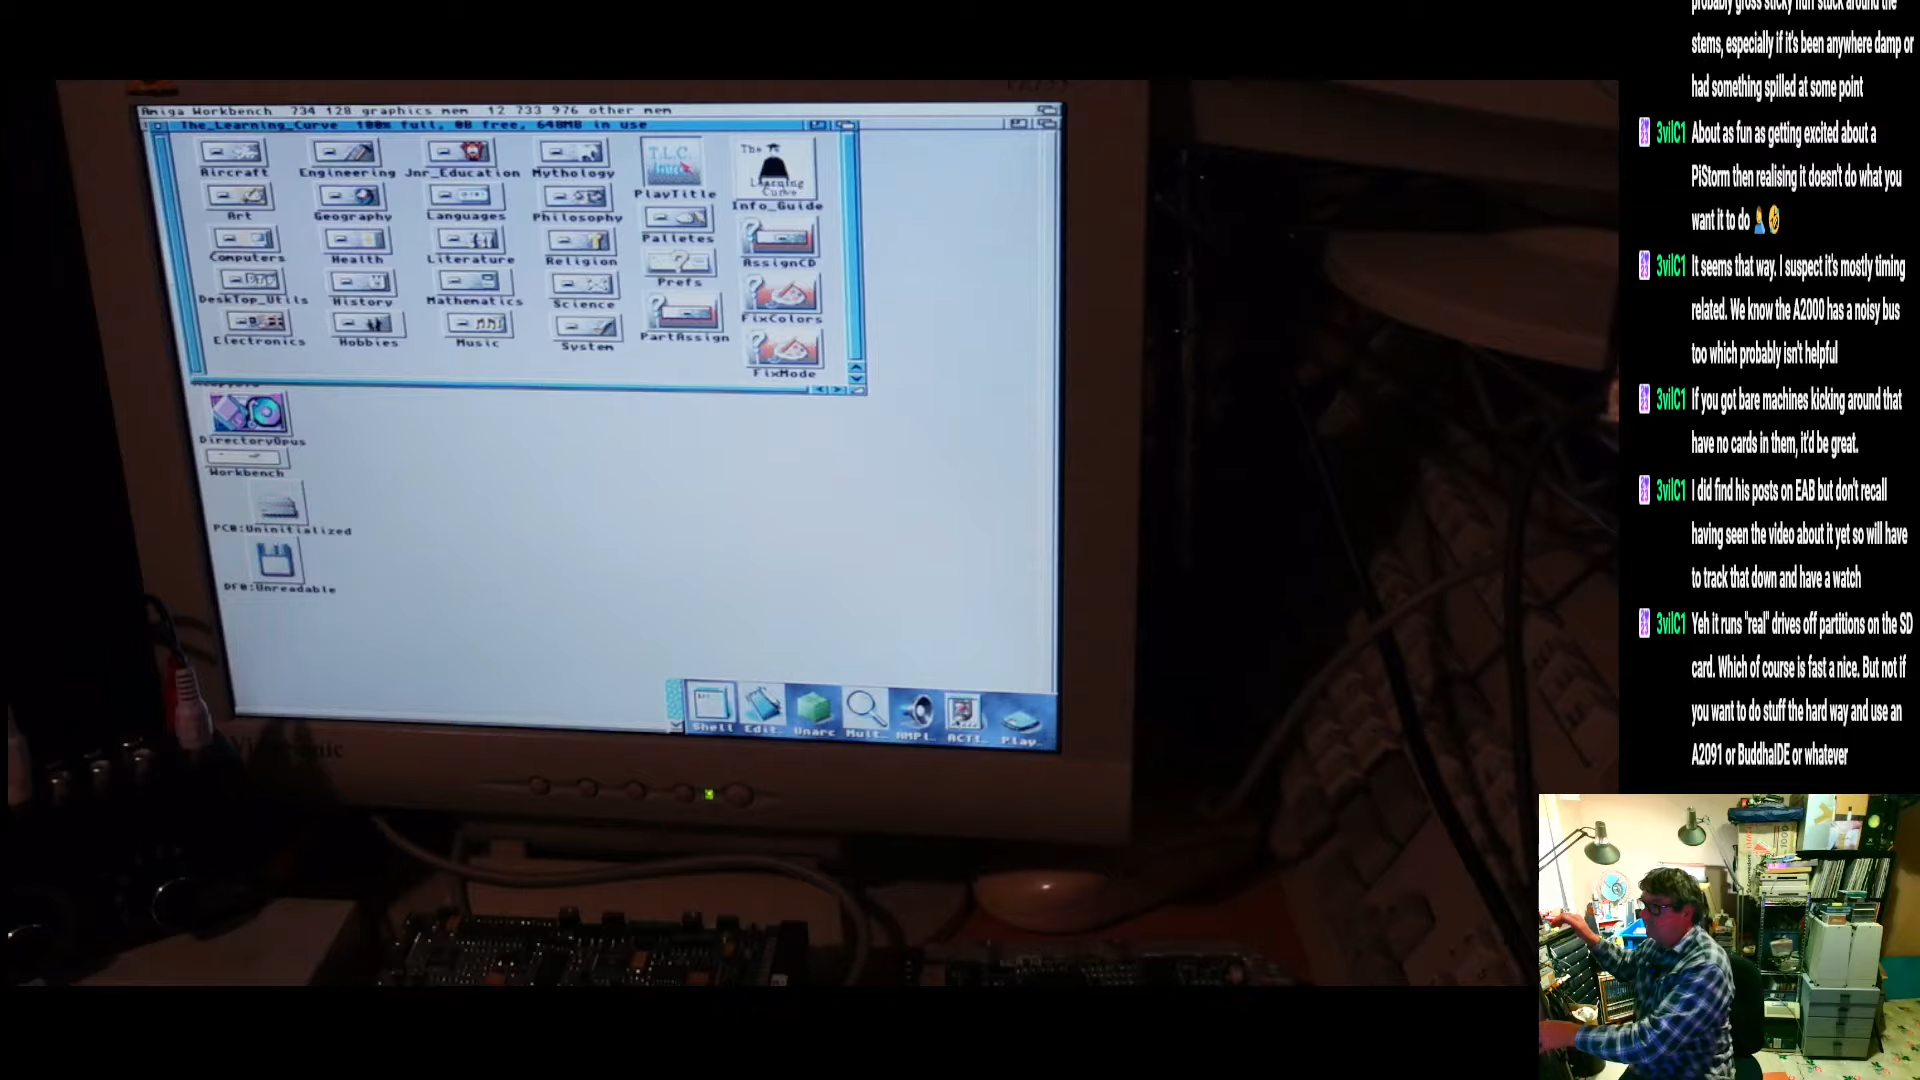 Amiga Workbench 734 128 graphics mem 12 733 976 other mem
The_Learning_Curve 100% full, 0B free, 648MB in use
Aircraft Engineering Jnr_Education Mythology PlayTitle Info_Guide
T.L.C.
The
Learning
Curve
Art Geography Languages Philosophy Palletes AssignCD
Computers Health Literature Religion Prefs FixColors
DeskTop_Utils History Mathematics Science PartAssign FixMode
Electronics Hobbies Music System
DirectoryOpus
Workbench
PC0:Uninitialized
DF0:Unreadable
Shell Edit. Unarc Mult. AMPl. ACTt. Play.
stems, especially if it's been anywhere damp or
had something spilled at some point
3vilC1 About as fun as getting excited about a
PiStorm then realising it doesn't do what you
want it to do 🤦🤣
3vilC1 It seems that way. I suspect it's mostly timing
related. We know the A2000 has a noisy bus
too which probably isn't helpful
3vilC1 If you got bare machines kicking around that
have no cards in them, it'd be great.
3vilC1 I did find his posts on EAB but don't recall
having seen the video about it yet so will have
to track that down and have a watch
3vilC1 Yeh it runs "real" drives off partitions on the SD
card. Which of course is fast a nice. But not if
you want to do stuff the hard way and use an
A2091 or BuddhaIDE or whatever